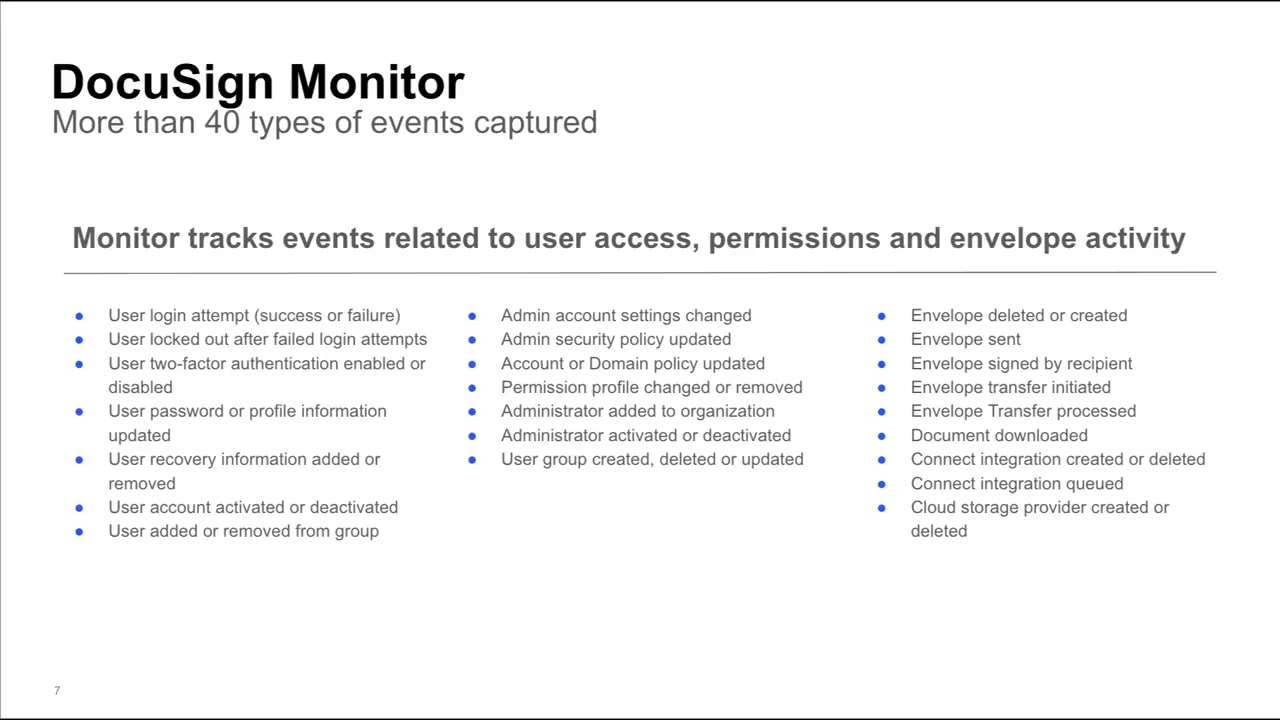 DocuSign Monitor
More than 40 types of events captured
Monitor tracks events related to user access, permissions and envelope activity
● User login attempt (success or failure)
● User locked out after failed login attempts
● User two-factor authentication enabled or
disabled
● User password or profile information
updated
● User recovery information added or
removed
● User account activated or deactivated
● User added or removed from group
● Admin account settings changed
● Admin security policy updated
● Account or Domain policy updated
● Permission profile changed or removed
● Administrator added to organization
● Administrator activated or deactivated
● User group created, deleted or updated
● Envelope deleted or created
● Envelope sent
● Envelope signed by recipient
● Envelope transfer initiated
● Envelope Transfer processed
● Document downloaded
● Connect integration created or deleted
● Connect integration queued
● Cloud storage provider created or
deleted
7